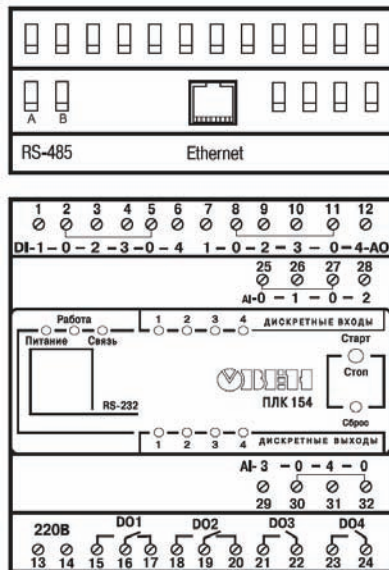 A B
RS-485 Ethernet
1 2 3 4 5 6 7 8 9 10 11 12
DI-1-0-2-3-0-4 1-0-2-3-0-4-AO
25 26 27 28
AI-0-1-0-2
Работа
Питание Связь
1 2 3 4 ДИСКРЕТНЫЕ ВХОДЫ
Старт
Стоп
ОВЕН
ПЛК 154
RS-232
Сброс
1 2 3 4 ДИСКРЕТНЫЕ ВЫХОДЫ
AI-3-0-4-0
29 30 31 32
220В DO1 DO2 DO3 DO4
13 14 15 16 17 18 19 20 21 22 23 24